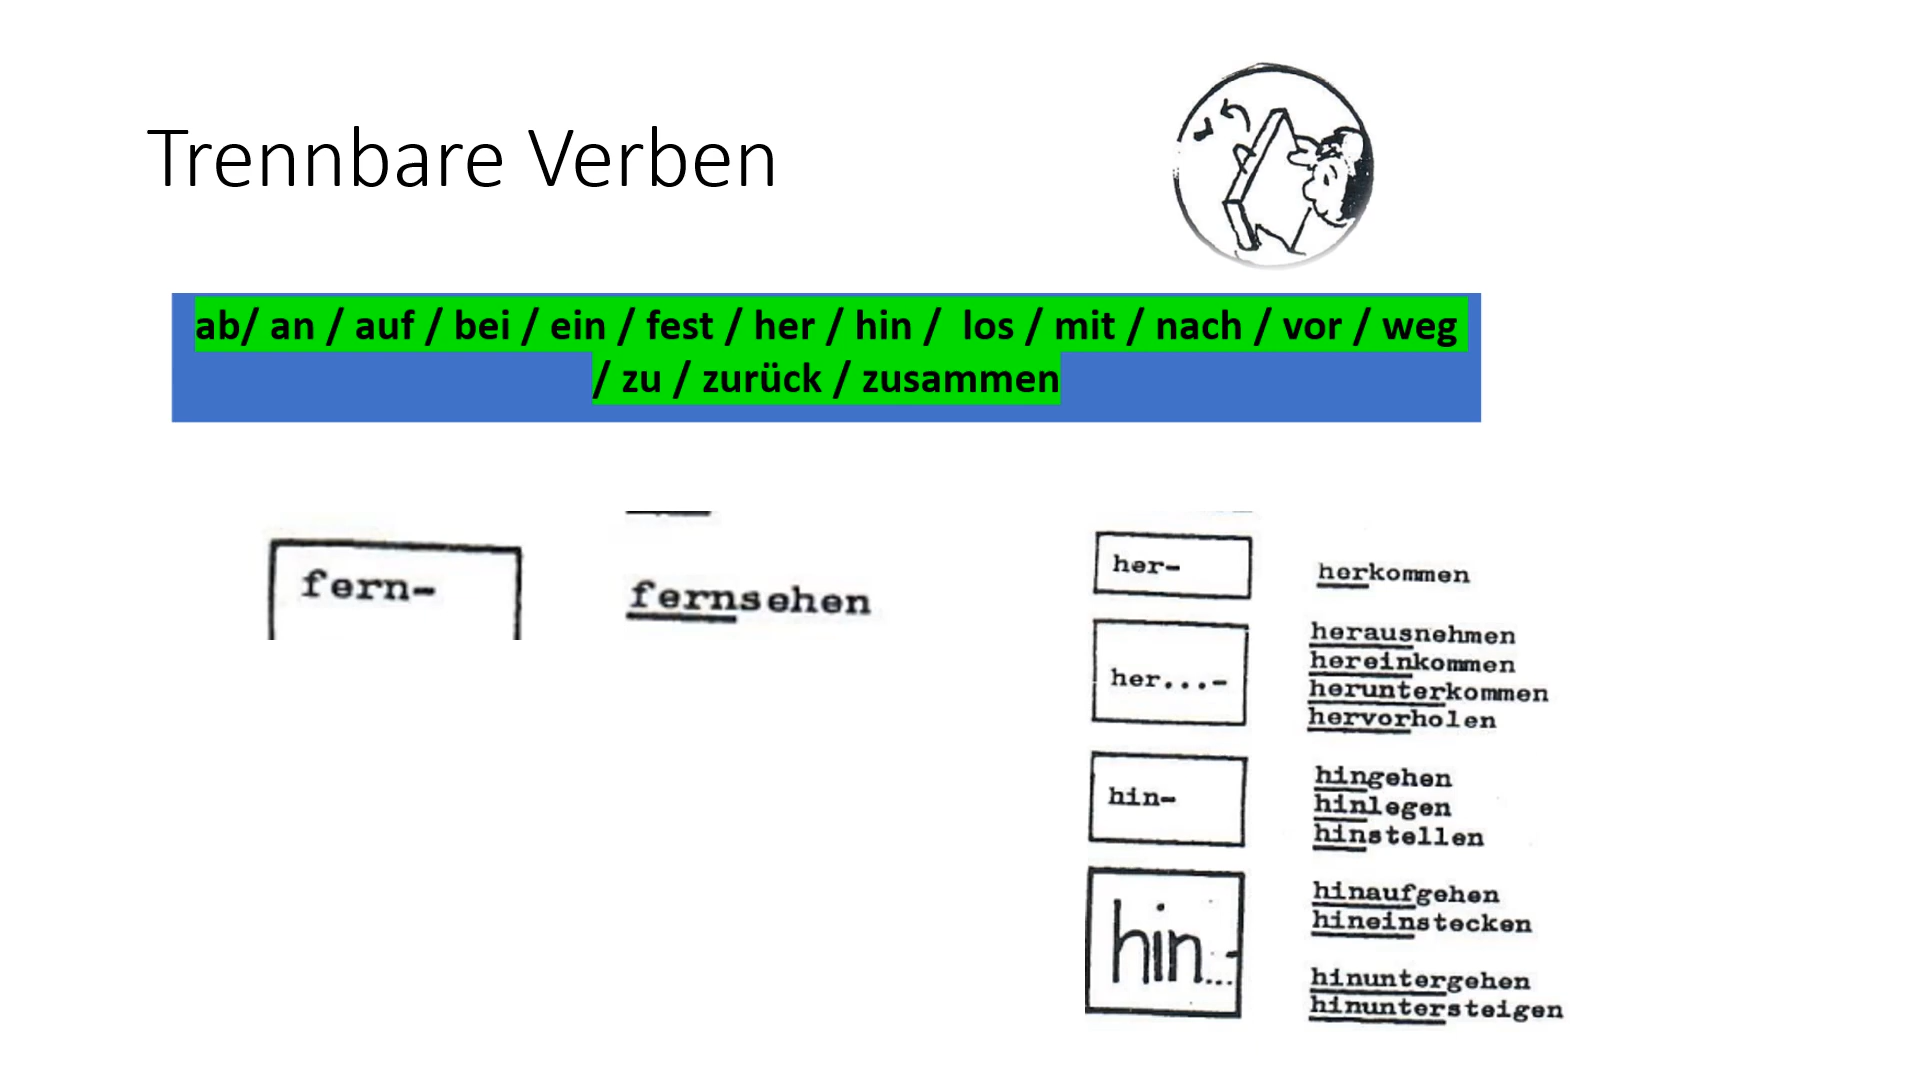 Trennbare Verben
ab/ an / auf / bei / ein / fest / her / hin /  los / mit / nach / vor / weg
/ zu / zurück / zusammen
fern-
fernsehen
her-
herkommen
her...-
herausnehmen
hereinkommen
herunterkommen
hervorholen
hin-
hingehen
hinlegen
hinstellen
hin...-
hinaufgehen
hineinstecken
hinuntergehen
hinuntersteigen